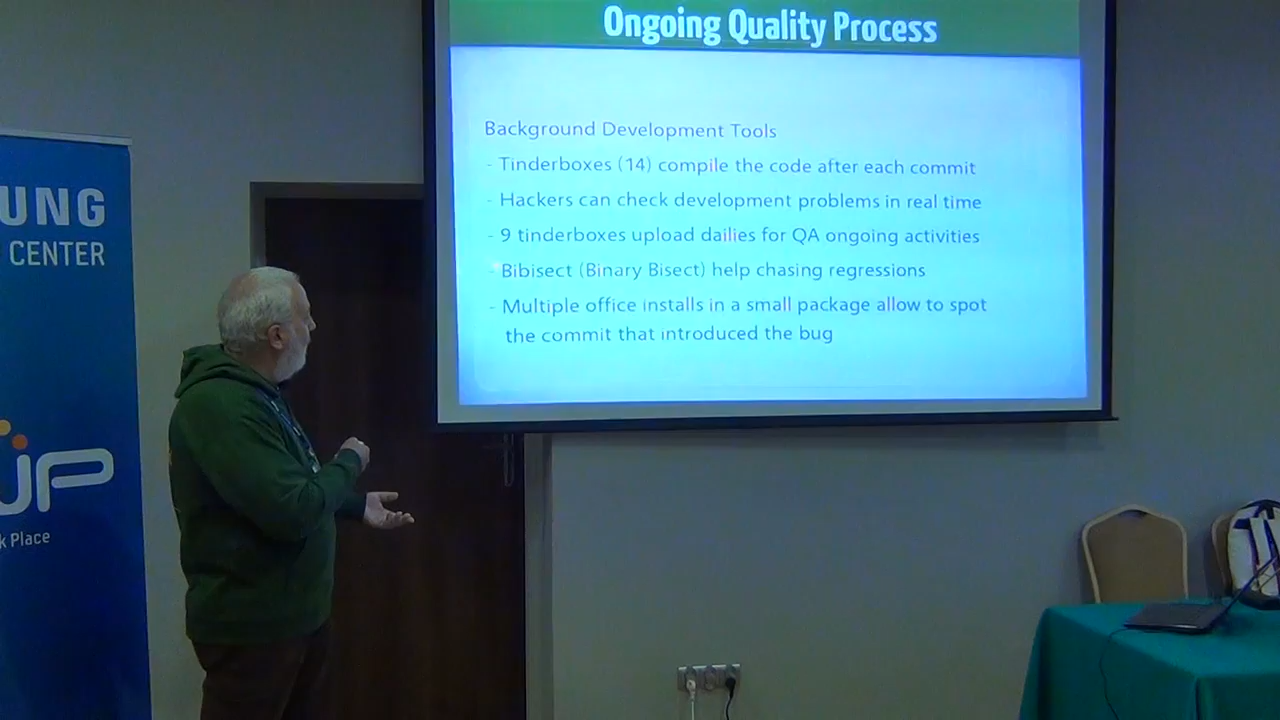 Ongoing Quality Process
Background Development Tools
- Tinderboxes (14) compile the code after each commit
- Hackers can check development problems in real time
- 9 tinderboxes upload dailies for QA ongoing activities
- Bibisect (Binary Bisect) help chasing regressions
- Multiple office installs in a small package allow to spot
the commit that introduced the bug
UNG
CENTER
UP
k Place